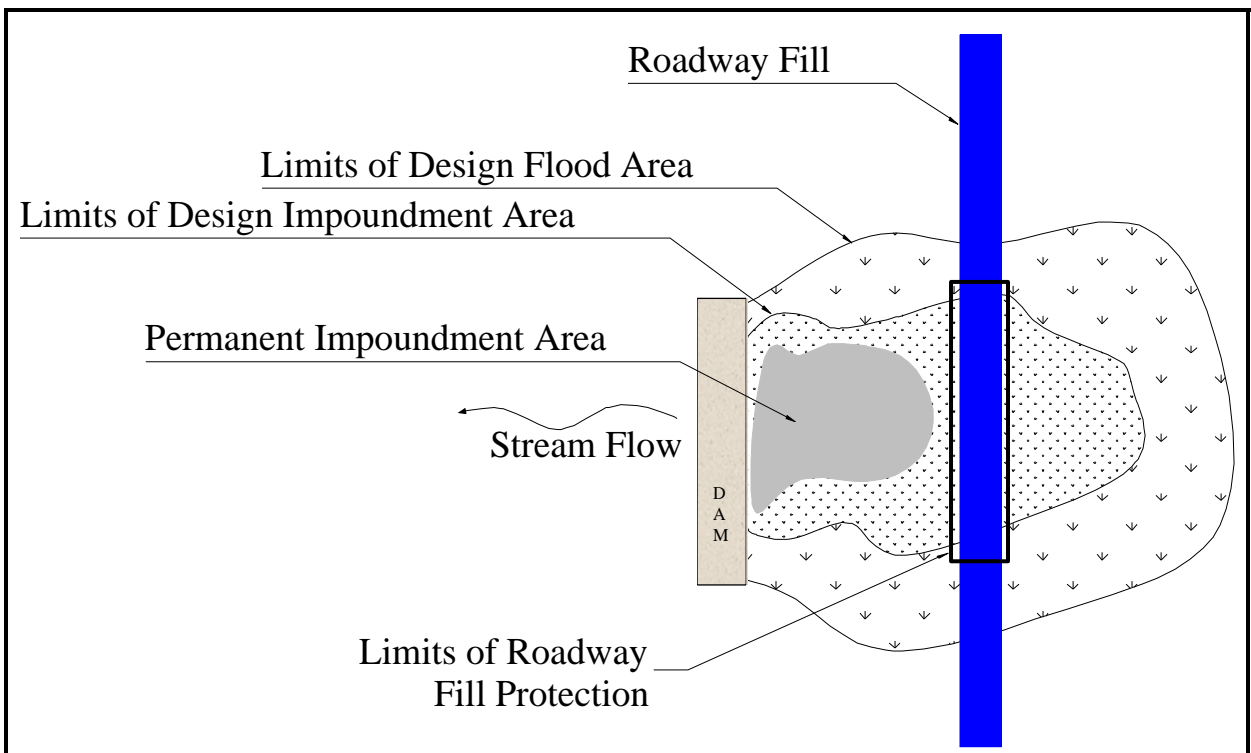 Roadway Fill
Limits of Design Flood Area
Limits of Design Impoundment Area
Permanent Impoundment Area
Stream Flow
D
A
M
Limits of Roadway
Fill Protection